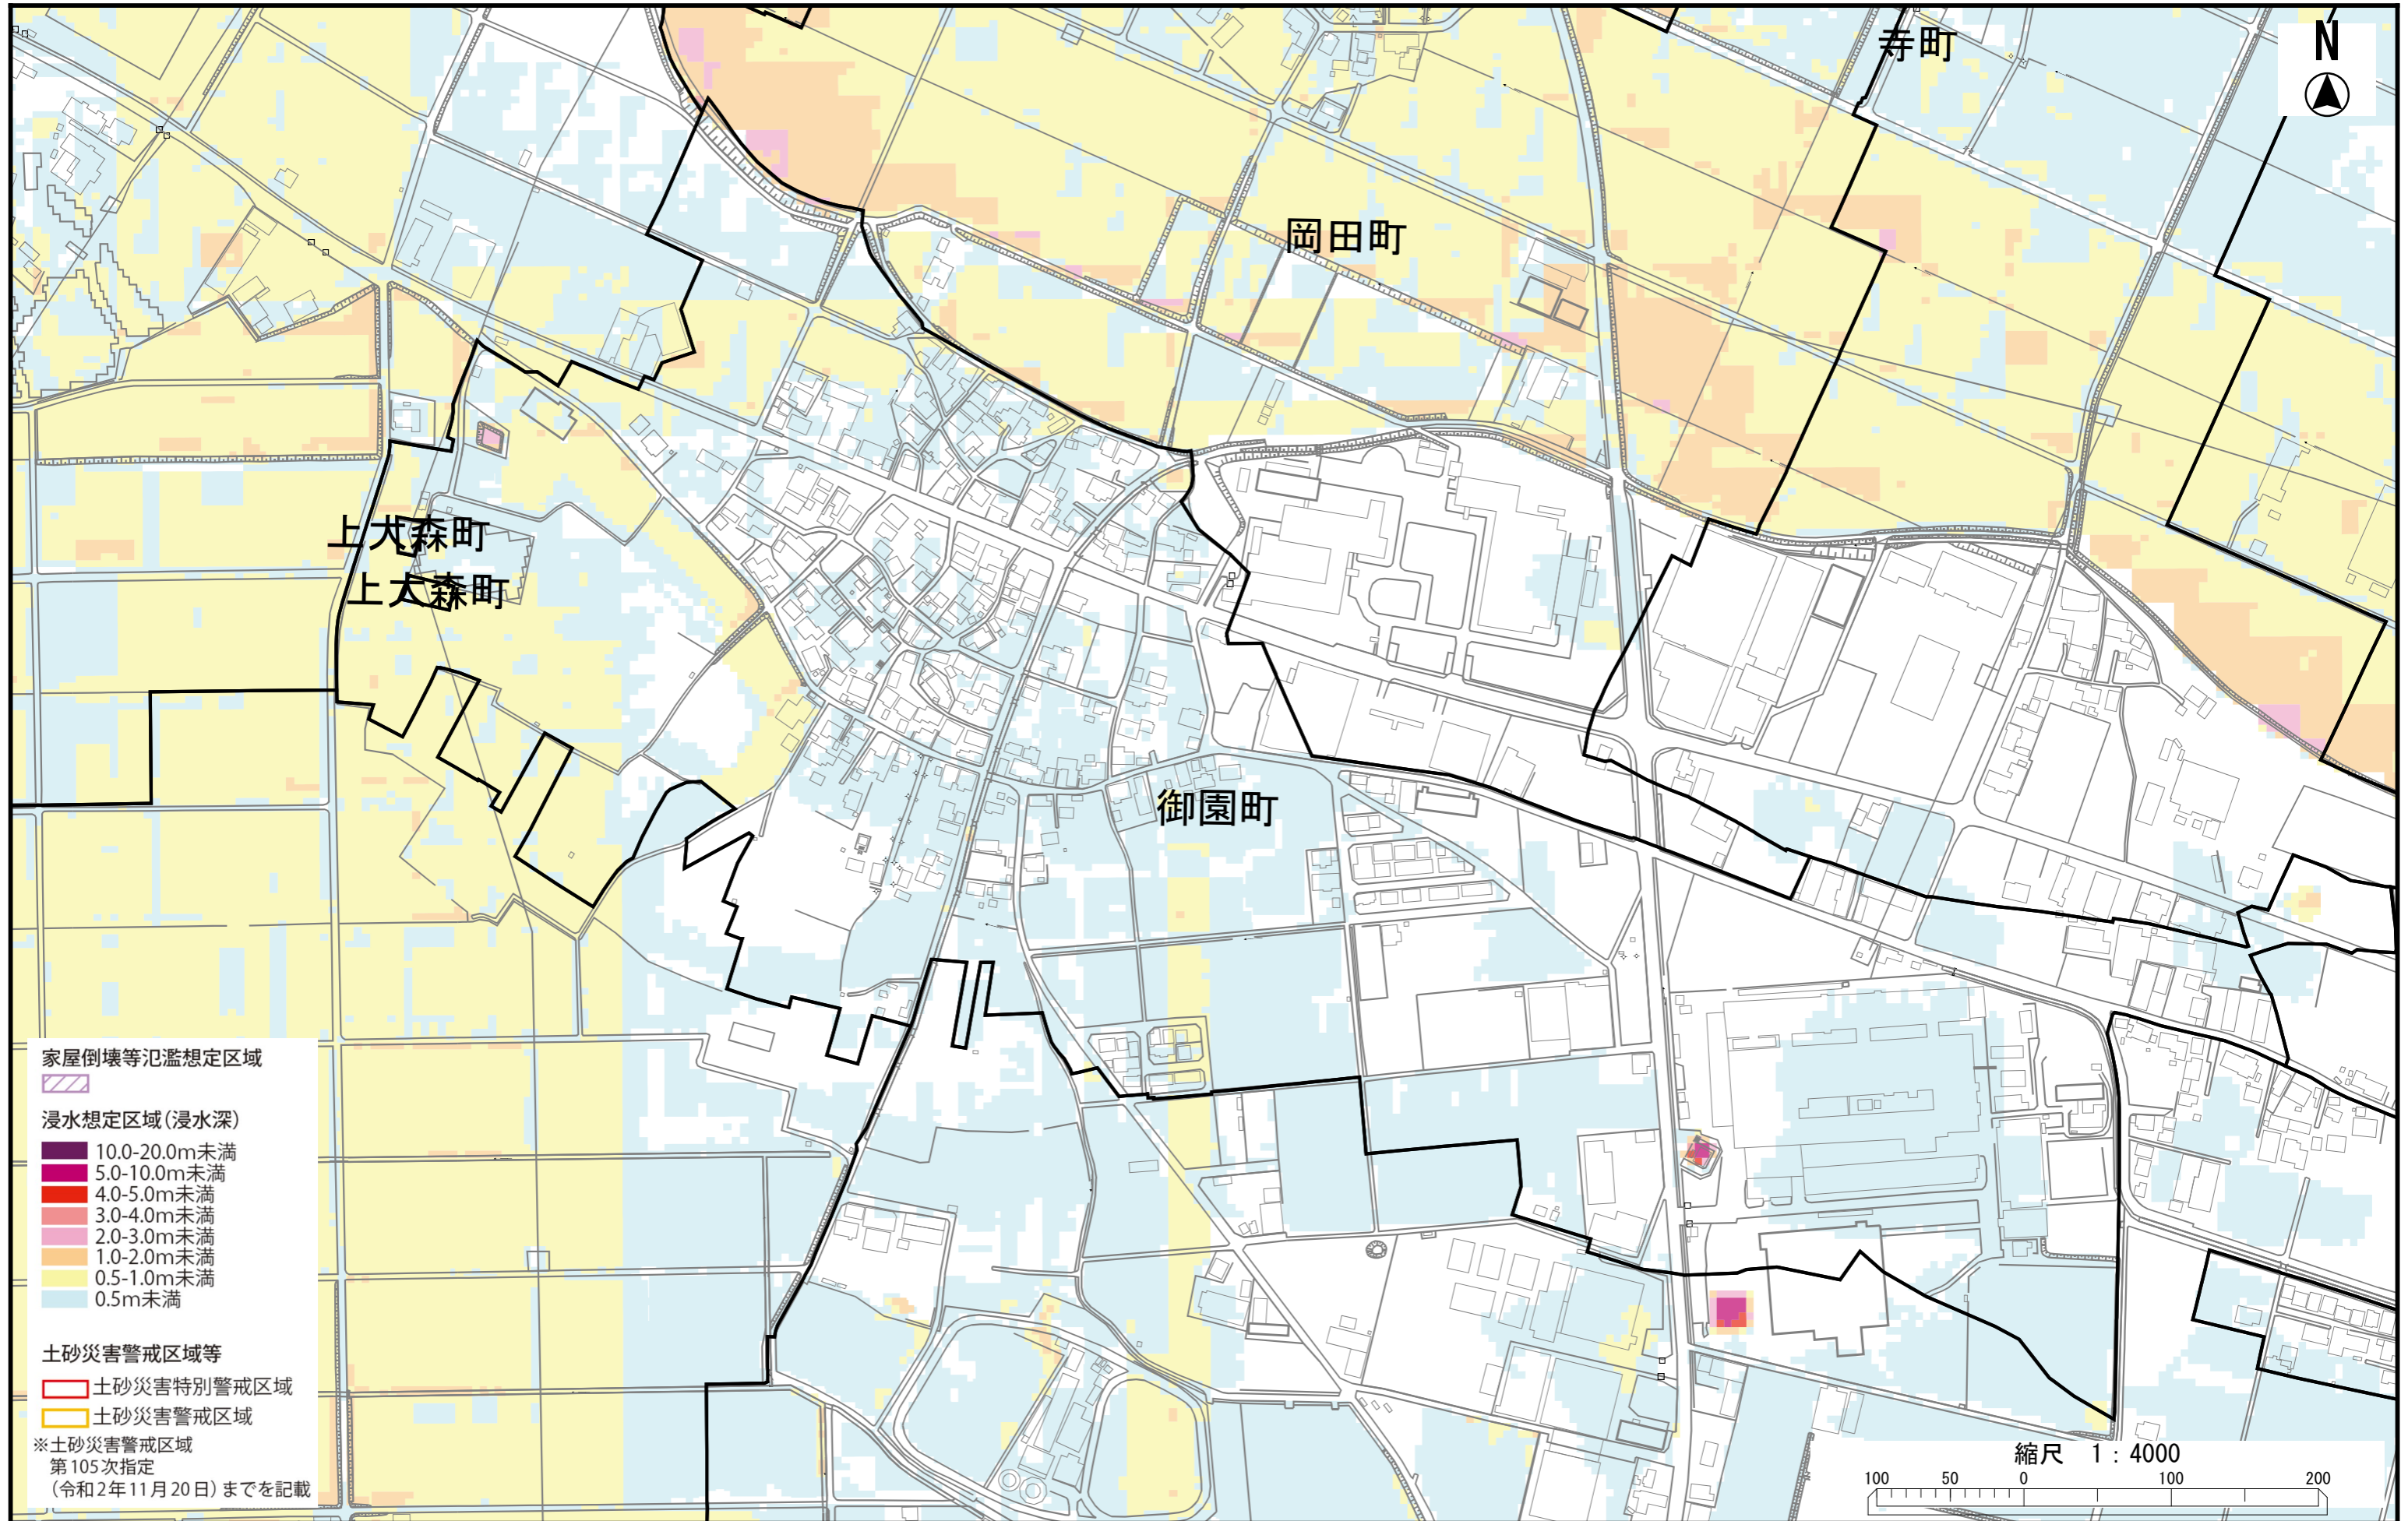 寺町
N
岡田町
上大森町
上大森町
御園町
家屋倒壊等氾濫想定区域
浸水想定区域(浸水深)
10.0-20.0m未満
5.0-10.0m未満
4.0-5.0m未満
3.0-4.0m未満
2.0-3.0m未満
1.0-2.0m未満
0.5-1.0m未満
0.5m未満
土砂災害警戒区域等
土砂災害特別警戒区域
土砂災害警戒区域
※土砂災害警戒区域
第105次指定
(令和2年11月20日)までを記載
縮尺 1:4000
100 50 0 100 200